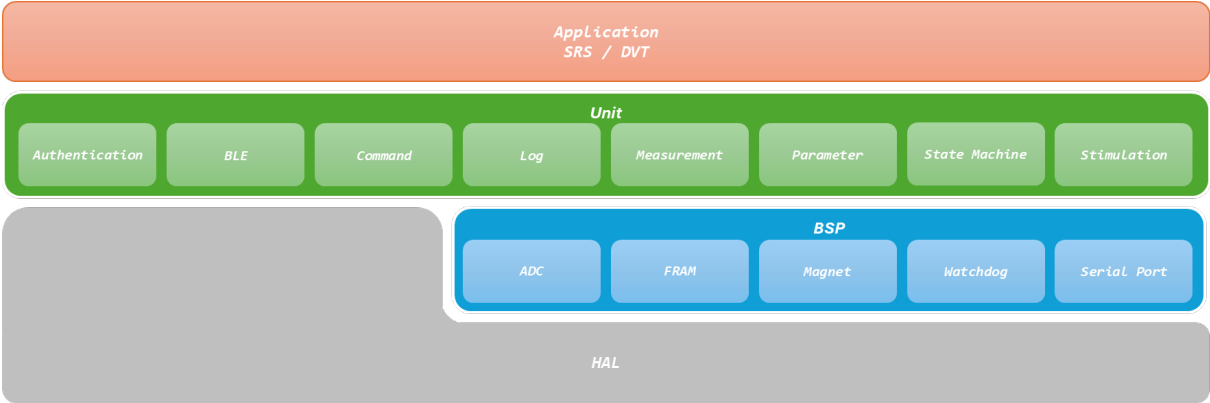 Application
SRS / DVT
Unit
Authentication
BLE
Command
Log
Measurement
Parameter
State Machine
Stimulation
BSP
ADC
FRAM
Magnet
Watchdog
Serial Port
HAL